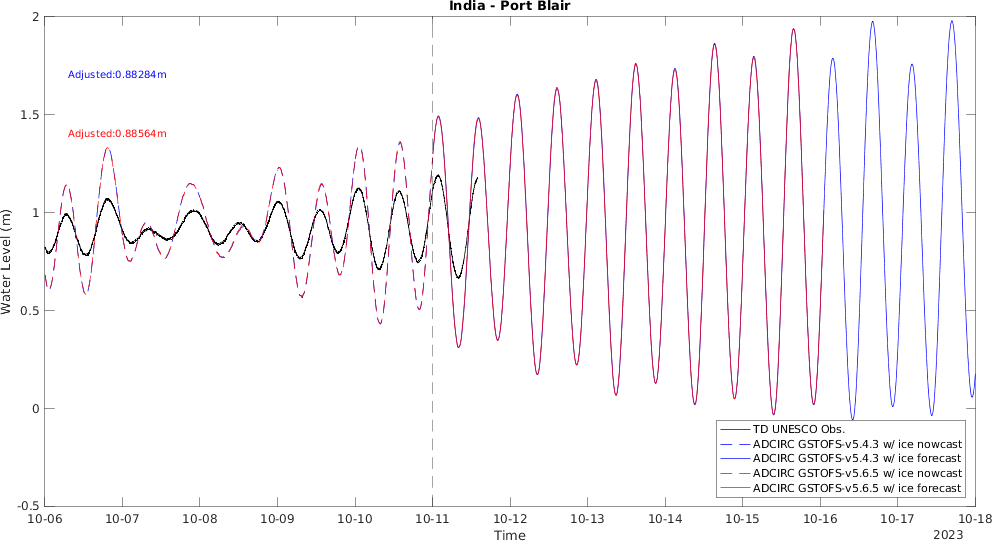 India - Port Blair
Adjusted:0.88284m
Adjusted:0.88564m
Water Level (m)
2
1.5
1
0.5
0
-0.5
TD UNESCO Obs.
ADCIRC GSTOFS-v5.4.3 w/ ice nowcast
ADCIRC GSTOFS-v5.4.3 w/ ice forecast
ADCIRC GSTOFS-v5.6.5 w/ ice nowcast
ADCIRC GSTOFS-v5.6.5 w/ ice forecast
10-06 10-07 10-08 10-09 10-10 10-11 10-12 10-13 10-14 10-15 10-16 10-17 10-18
Time
2023